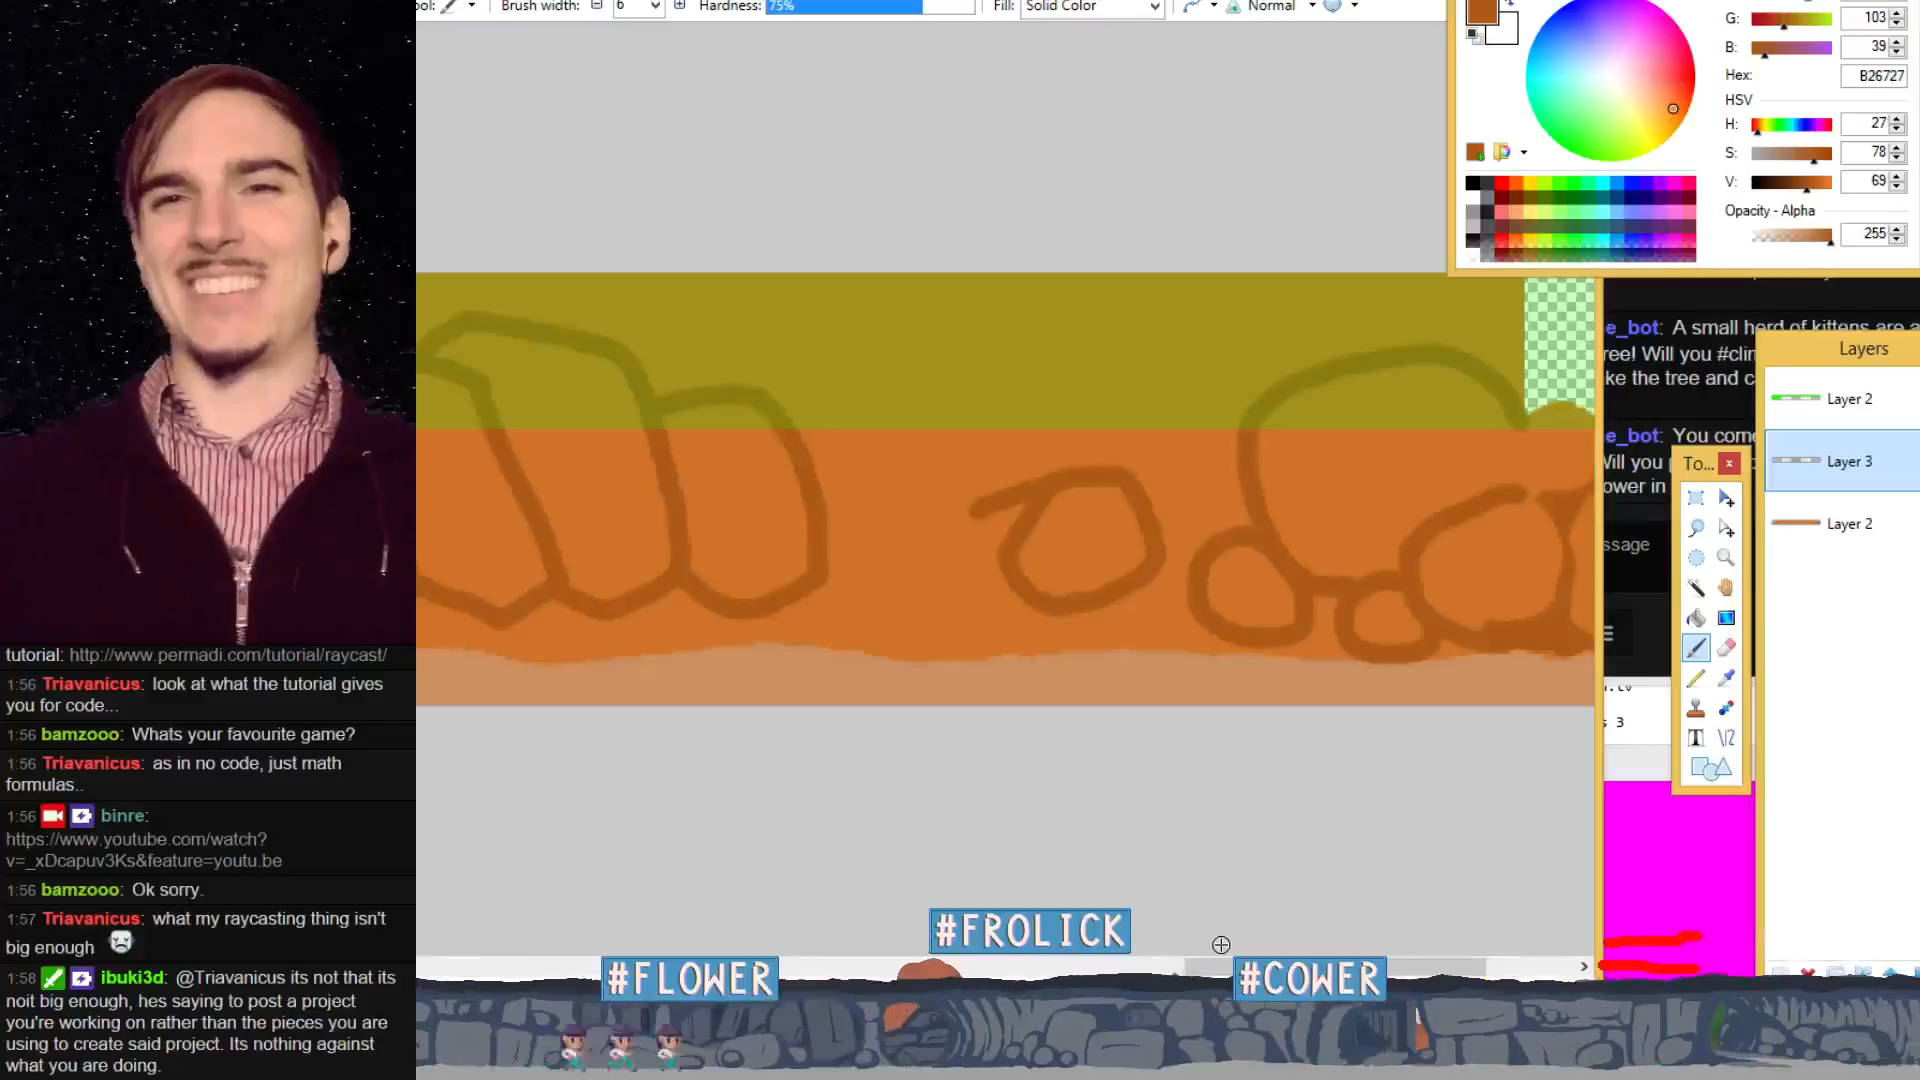 Brush width: 6 Hardness: 75% Fill: Solid Color Normal
G: 103
B: 39
Hex: B26727
HSV
H: 27
S: 78
V: 69
Opacity - Alpha
255
e_bot: A small herd of kittens are a
ree! Will you #clim
ke the tree and c
e_bot: You come
Will you
ower in
ssage
s 3
Layers
Layer 2
Layer 3
Layer 2
To...
tutorial: http://www.permadi.com/tutorial/raycast/
1:56 Triavanicus: look at what the tutorial gives
you for code...
1:56 bamzooo: Whats your favourite game?
1:56 Triavanicus: as in no code, just math
formulas..
1:56 binre:
https://www.youtube.com/watch?
v=_xDcapuv3Ks&feature=youtu.be
1:56 bamzooo: Ok sorry.
1:57 Triavanicus: what my raycasting thing isn't
big enough
1:58 ibuki3d: @Triavanicus its not that its
noit big enough, hes saying to post a project
you're working on rather than the pieces you are
using to create said project. Its nothing against
what you are doing.
#FROLICK
#FLOWER
#COWER